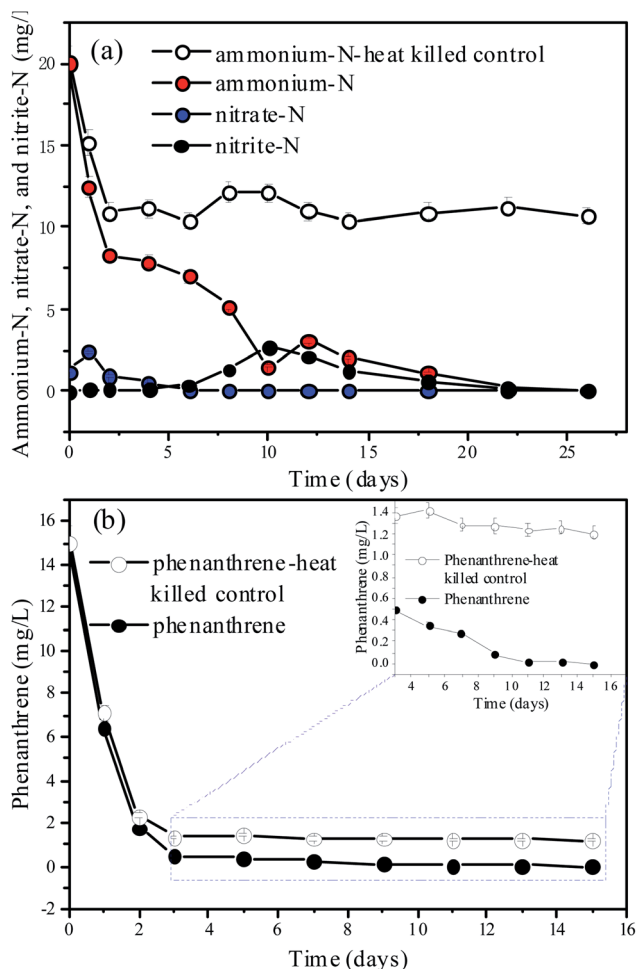 Ammonium-N, nitrate-N, and nitrite-N (mg/l
(a)
ammonium-N-heat killed control
ammonium-N
nitrate-N
nitrite-N
20
15
10
5
0
0 5 10 15 20 25
Time (days)
(b)
Phenanthrene (mg/L)
phenanthrene-heat
killed control
phenanthrene
16
14
12
10
8
6
4
2
0
-2
0 2 4 6 8 10 12 14 16
Time (days)
Phenanthrene (mg/L)
1.4
1.2
1.0
0.8
0.6
0.4
0.2
0.0
Phenanthrene-heat
killed control
Phenanthrene
4 6 8 10 12 14 16
Time (days)